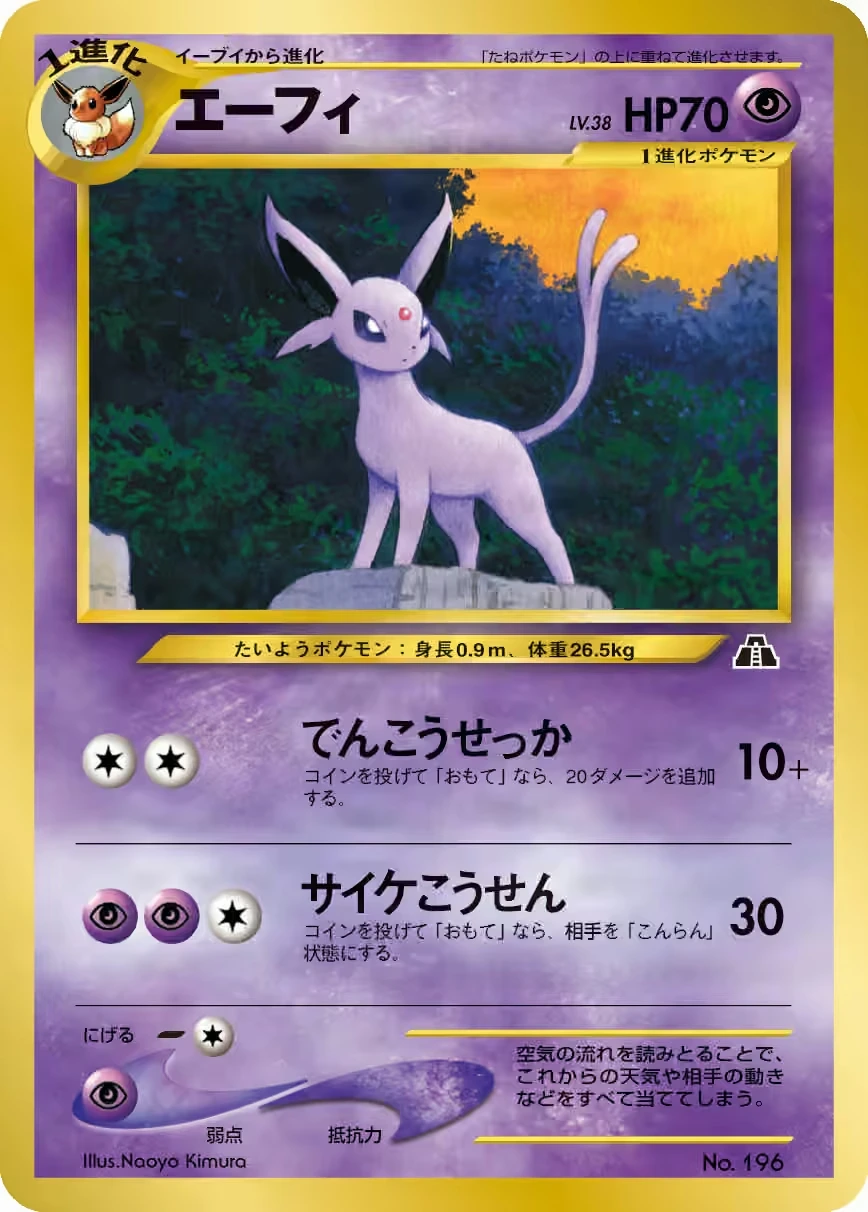 1進化
イーブイから進化
「たねポケモン」の上に重ねて進化させます。
エーフィ
LV.38 HP70
1進化ポケモン
たいようポケモン：身長0.9m、体重26.5kg
でんこうせっか
10+
コインを投げて「おもて」なら、20ダメージを追加
する。
サイケこうせん
30
コインを投げて「おもて」なら、相手を「こんらん」
状態にする。
にげる
弱点
抵抗力
空気の流れを読みとることで、
これからの天気や相手の動き
などをすべて当ててしまう。
Illus.Naoyo Kimura
No. 196